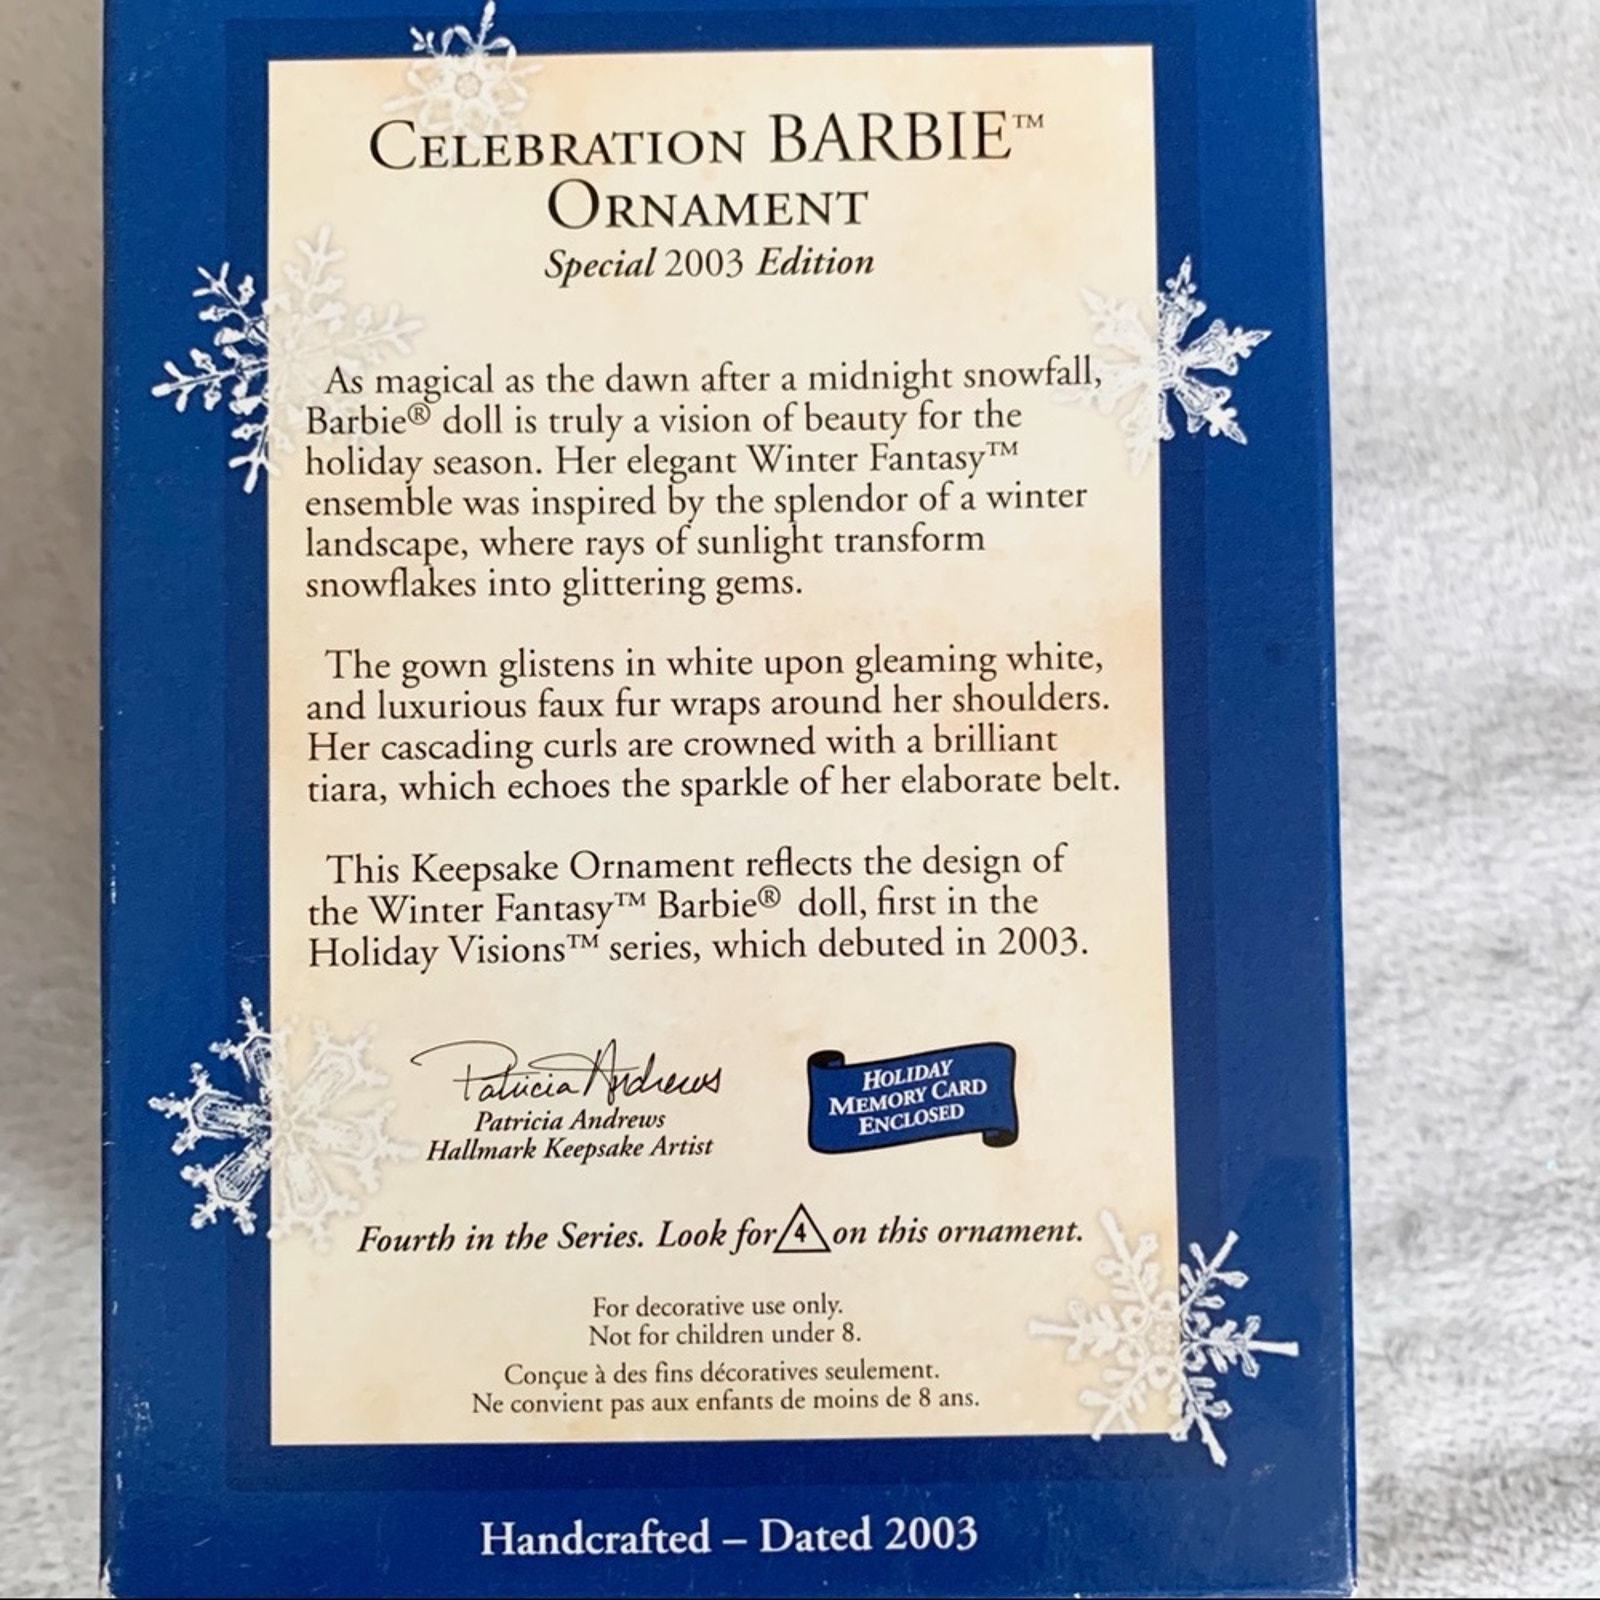 CELEBRATION BARBIE™
ORNAMENT
Special 2003 Edition
As magical as the dawn after a midnight snowfall,
Barbie® doll is truly a vision of beauty for the
holiday season. Her elegant Winter Fantasy™
ensemble was inspired by the splendor of a winter
landscape, where rays of sunlight transform
snowflakes into glittering gems.
The gown glistens in white upon gleaming white,
and luxurious faux fur wraps around her shoulders.
Her cascading curls are crowned with a brilliant
tiara, which echoes the sparkle of her elaborate belt.
This Keepsake Ornament reflects the design of
the Winter Fantasy™ Barbie® doll, first in the
Holiday Visions™ series, which debuted in 2003.
Patricia Andrews
Patricia Andrews
Hallmark Keepsake Artist
HOLIDAY
MEMORY CARD
ENCLOSED
Fourth in the Series. Look for 4 on this ornament.
For decorative use only.
Not for children under 8.
Conçue à des fins décoratives seulement.
Ne convient pas aux enfants de moins de 8 ans.
Handcrafted – Dated 2003